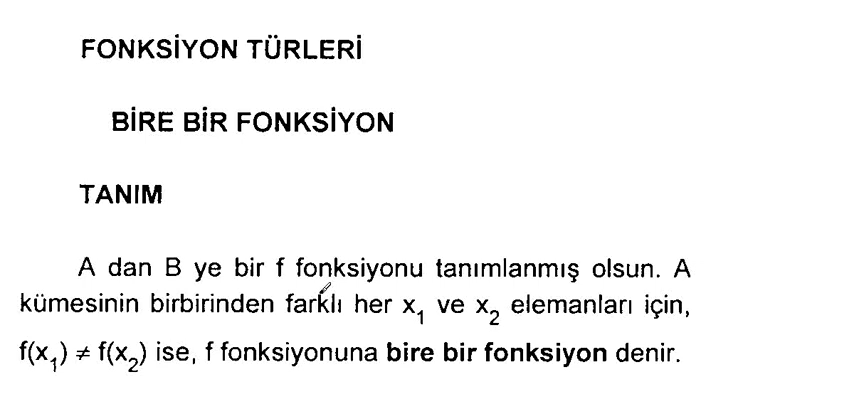 FONKSİYON TÜRLERİ
BİRE BİR FONKSİYON
TANIM
A dan B ye bir f fonksiyonu tanımlanmış olsun. A
kümesinin birbirinden farklı her x₁ ve x₂ elemanları için,
f(x₁) ≠ f(x₂) ise, f fonksiyonuna bire bir fonksiyon denir.